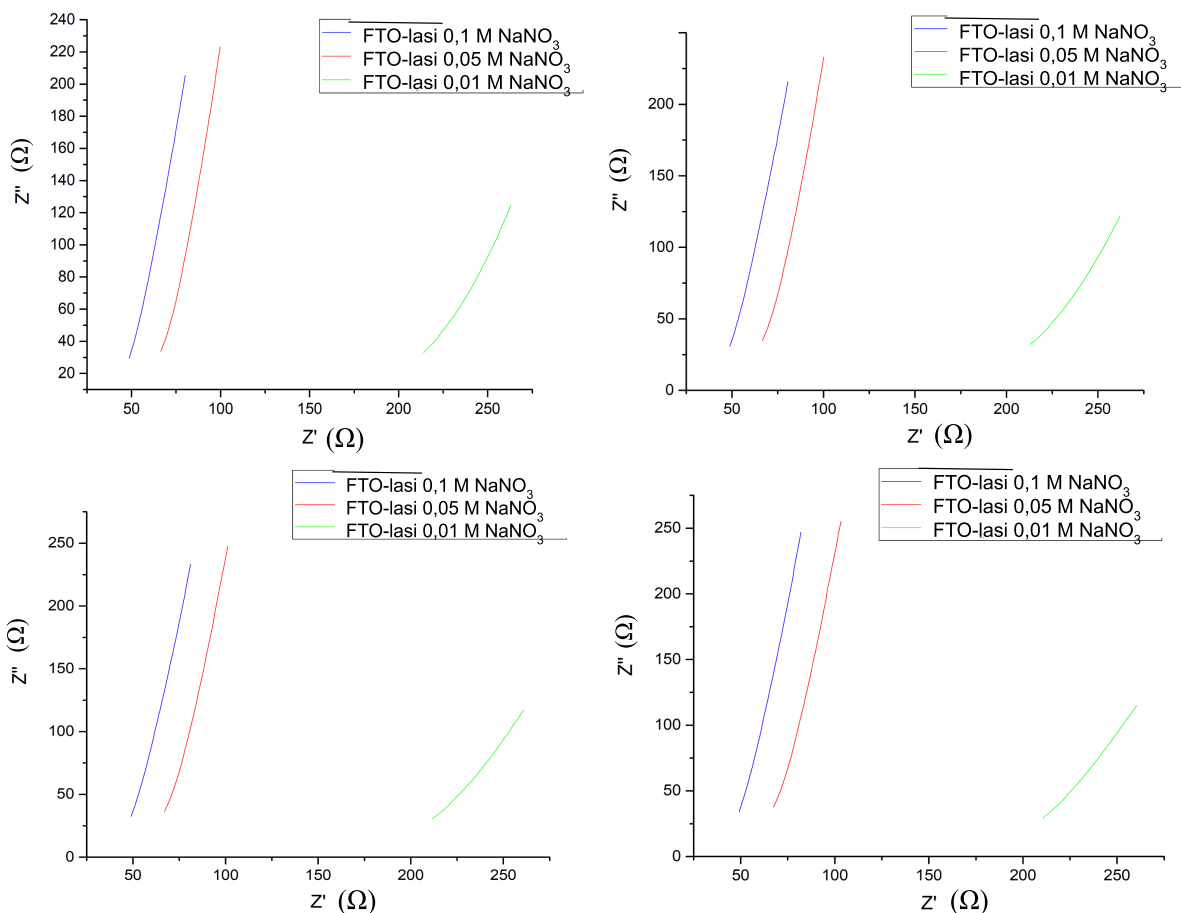 FTO-lasi 0,1 M NaNO₃
FTO-lasi 0,05 M NaNO₃
FTO-lasi 0,01 M NaNO₃
240
220
200
180
160
140
120
100
80
60
40
20
Z" (Ω)
50 100 150 200 250
Z' (Ω)
FTO-lasi 0,1 M NaNO₃
FTO-lasi 0,05 M NaNO₃
FTO-lasi 0,01 M NaNO₃
200
150
100
50
0
Z" (Ω)
50 100 150 200 250
Z' (Ω)
FTO-lasi 0,1 M NaNO₃
FTO-lasi 0,05 M NaNO₃
FTO-lasi 0,01 M NaNO₃
250
200
150
100
50
0
Z" (Ω)
50 100 150 200 250
Z' (Ω)
FTO-lasi 0,1 M NaNO₃
FTO-lasi 0,05 M NaNO₃
FTO-lasi 0,01 M NaNO₃
250
200
150
100
50
0
Z" (Ω)
50 100 150 200 250
Z' (Ω)